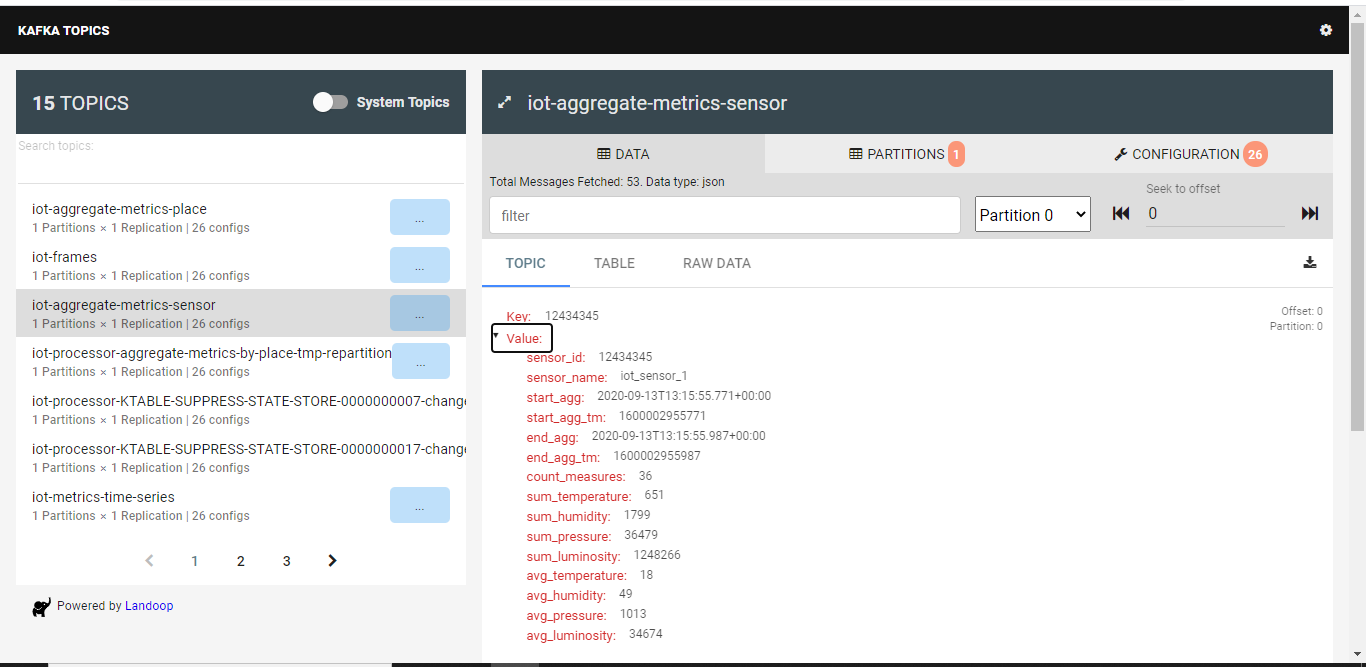 KAFKA TOPICS
15 TOPICS
System Topics
Search topics:
iot-aggregate-metrics-place
1 Partitions × 1 Replication | 26 configs
...
iot-frames
1 Partitions × 1 Replication | 26 configs
...
iot-aggregate-metrics-sensor
1 Partitions × 1 Replication | 26 configs
...
iot-processor-aggregate-metrics-by-place-tmp-repartition
1 Partitions × 1 Replication | 26 configs
...
iot-processor-KTABLE-SUPPRESS-STATE-STORE-0000000007-change
1 Partitions × 1 Replication | 26 configs
iot-processor-KTABLE-SUPPRESS-STATE-STORE-0000000017-change
1 Partitions × 1 Replication | 26 configs
iot-metrics-time-series
1 Partitions × 1 Replication | 26 configs
...
1 2 3
Powered by Landoop
iot-aggregate-metrics-sensor
DATA
PARTITIONS 1
CONFIGURATION 26
Total Messages Fetched: 53. Data type: json
filter
Partition 0
Seek to offset
0
TOPIC TABLE RAW DATA
Key: 12434345
Offset: 0
Partition: 0
Value:
sensor_id: 12434345
sensor_name: iot_sensor_1
start_agg: 2020-09-13T13:15:55.771+00:00
start_agg_tm: 1600002955771
end_agg: 2020-09-13T13:15:55.987+00:00
end_agg_tm: 1600002955987
count_measures: 36
sum_temperature: 651
sum_humidity: 1799
sum_pressure: 36479
sum_luminosity: 1248266
avg_temperature: 18
avg_humidity: 49
avg_pressure: 1013
avg_luminosity: 34674